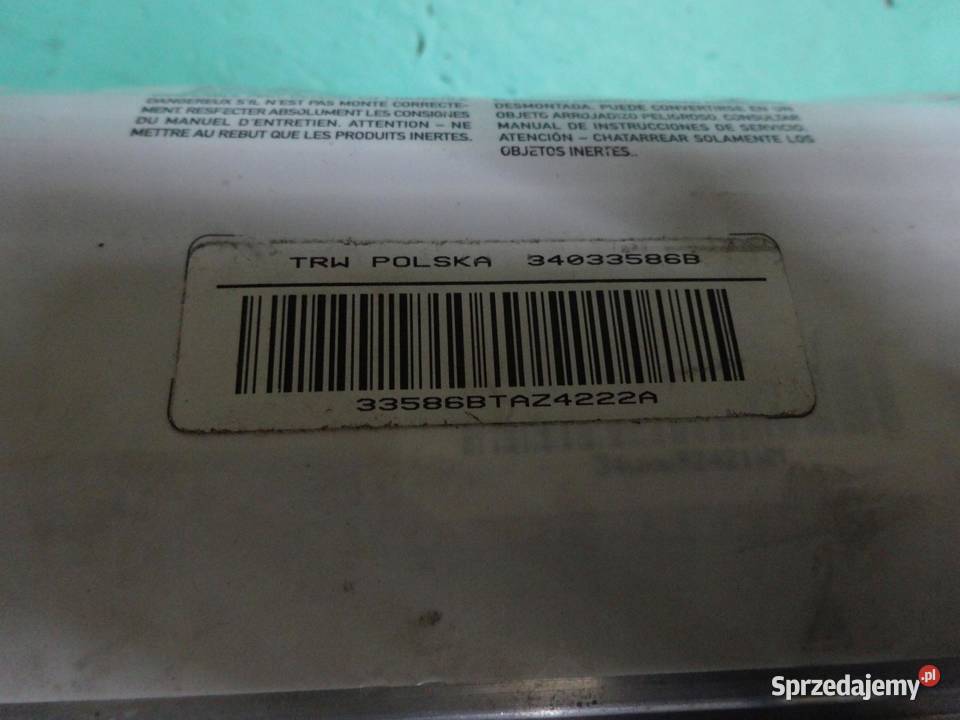 DANGEREUX S'IL N'EST PAS MONTE CORRECTE-
MENT. RESPECTER ABSOLUMENT LES CONSIGNES
DU MANUEL D'ENTRETIEN. ATTENTION – NE
METTRE AU REBUT QUE LES PRODUITS INERTES.
DESMONTADA, PUEDE CONVERTIRSE EN UN
OBJETO ARROJADIZO PELIGROSO. CONSULTAR
MANUAL DE INSTRUCCIONES DE SERVICIO.
ATENCIÓN – CHATARREAR SOLAMENTE LOS
OBJETOS INERTES..
TRW POLSKA 34033586B
33586BTAZ4222A
Sprzedajemy.pl